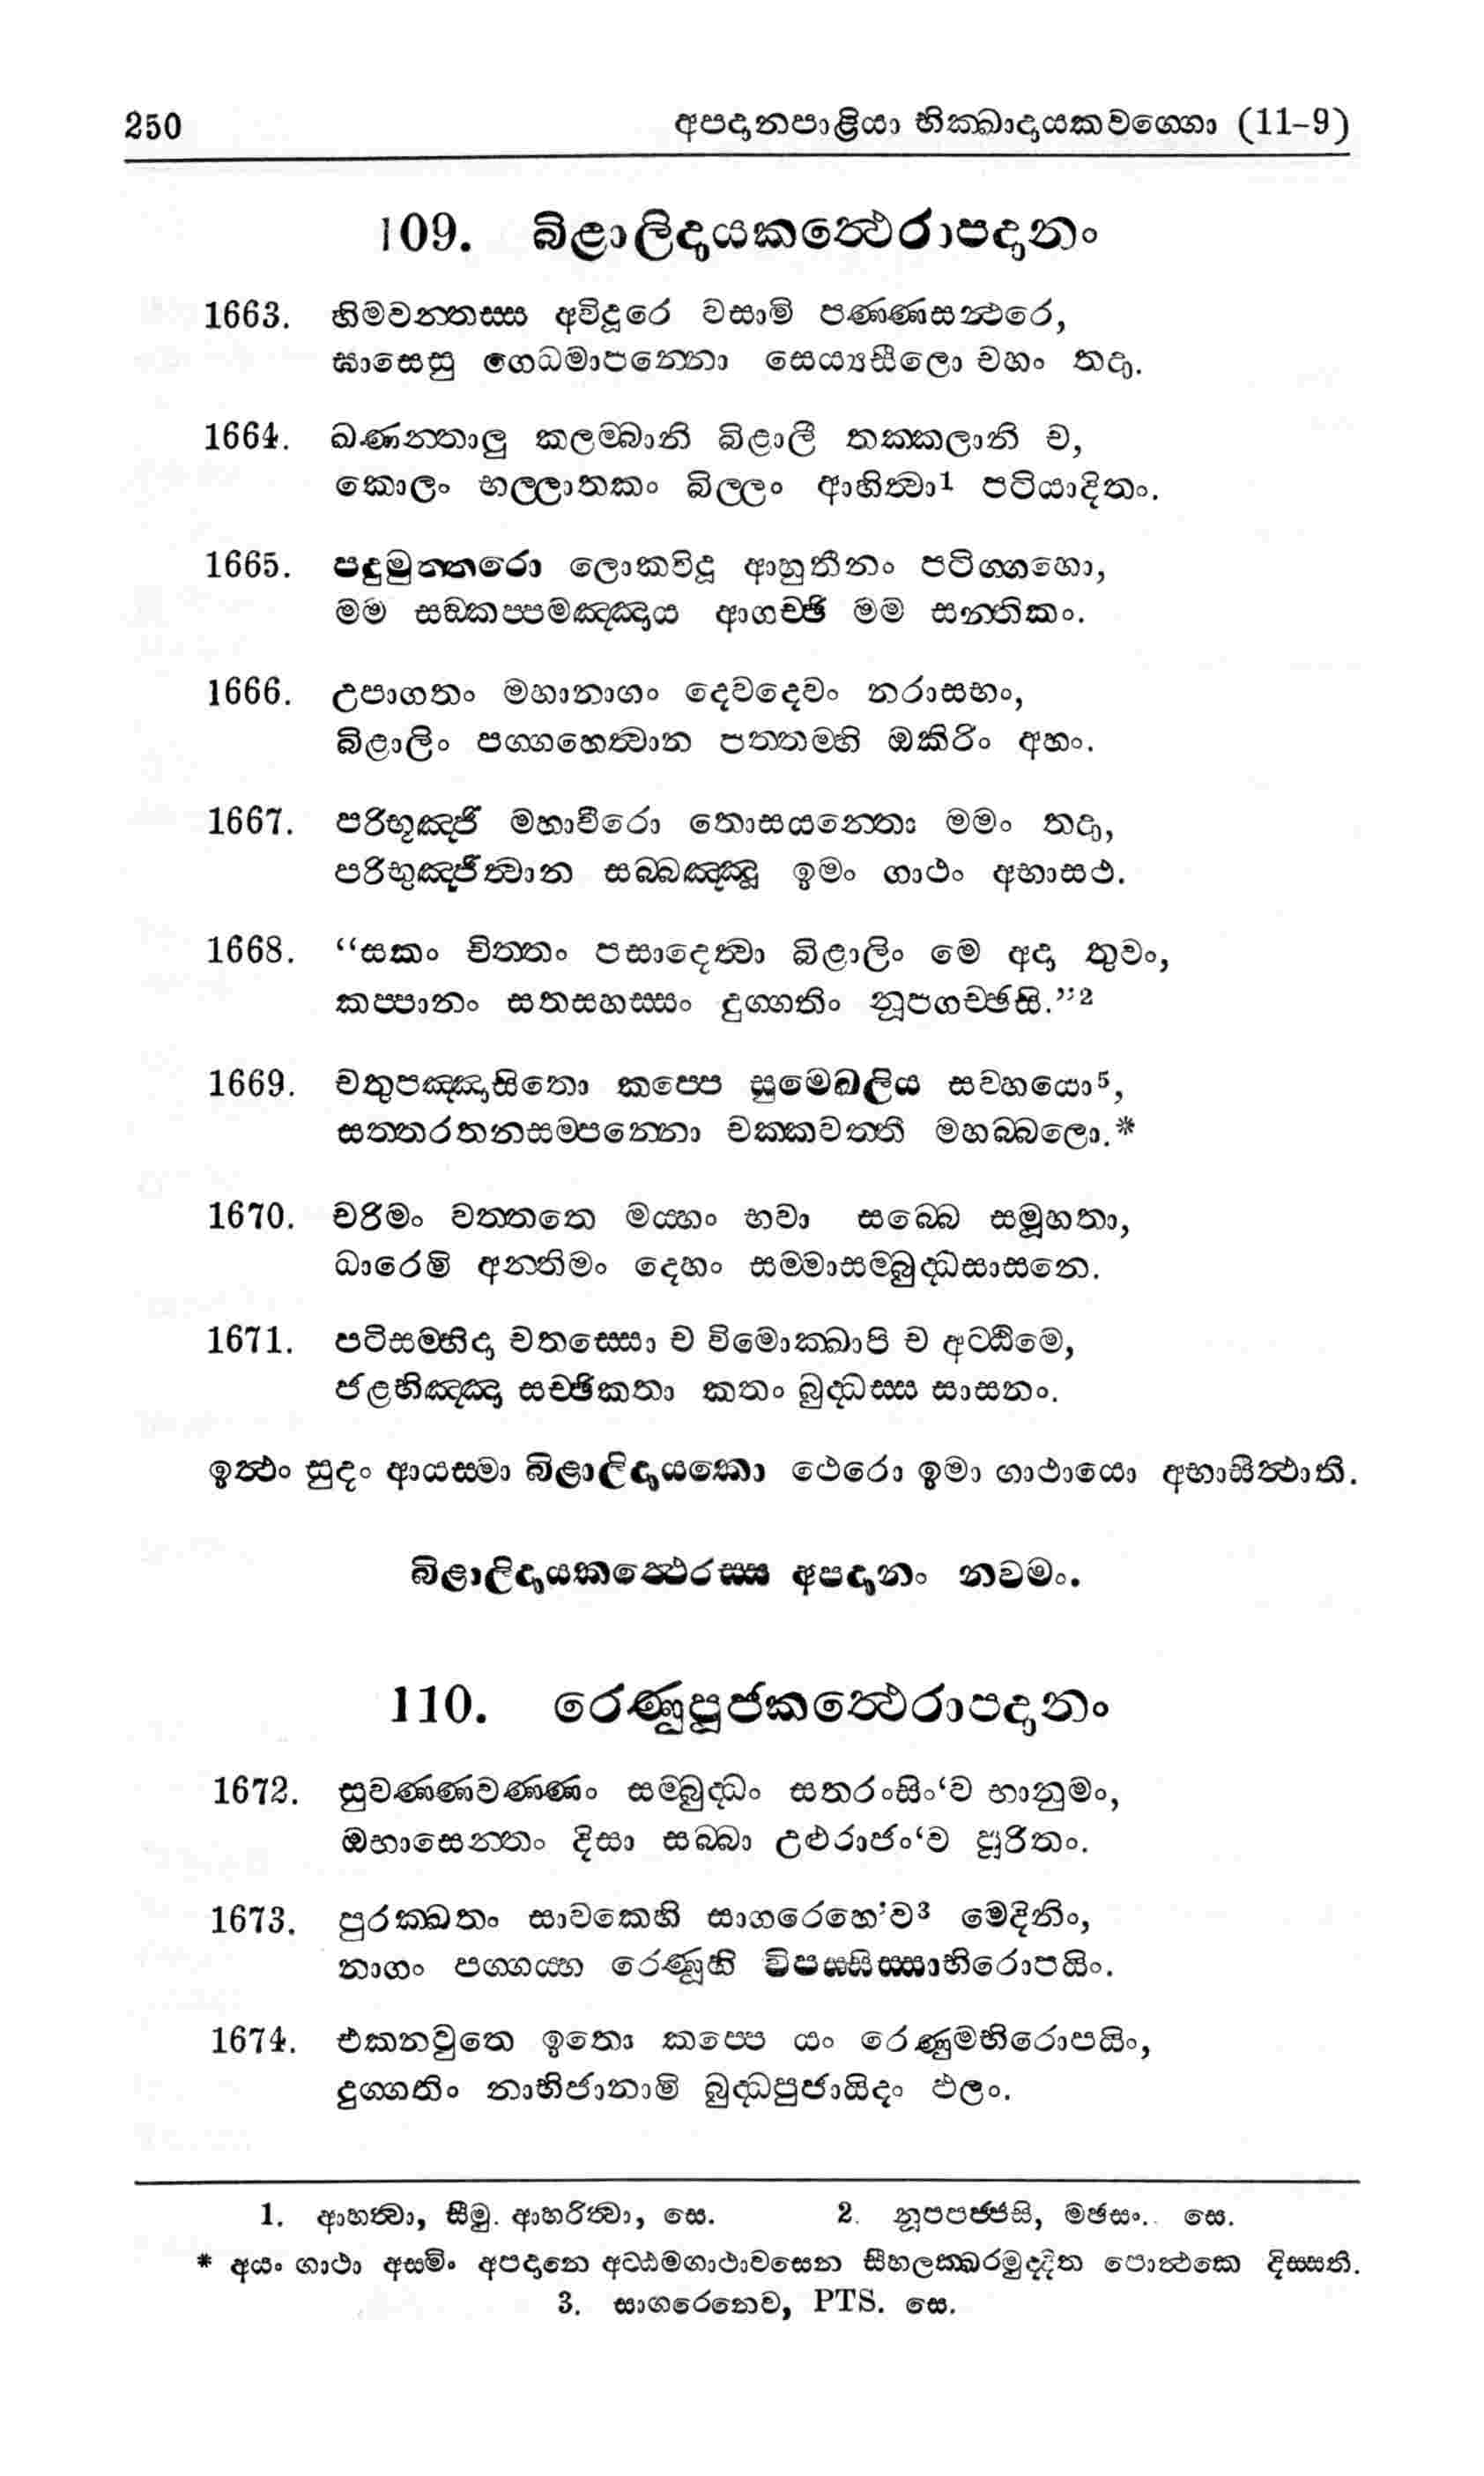 250 අපදානපාළියා භික්ඛාදායකවග්ගො (11-9)
109. බිළාලිදායකත්ථෙරාපදානං
1663. හිමවන්තස්ස අවිදූරෙ වසාමි පණ්ණසන්ථරෙ,
ඝාසෙසු ගෙධමාපන්නො සෙය්‍යසීලො චහං තදා.
1664. ඛණන්තාලු කලම්බානි බිළාලී තක්කලානි ච,
කොලං භල්ලාතකං බිල්ලං ආහිත්වා1 පටියාදිතං.
1665. පදුමුත්තරො ලොකවිදූ ආහුතීනං පටිග්ගහො,
මම සඞ්කප්පමඤ්ඤාය ආගච්ඡි මම සන්තිකං.
1666. උපාගතං මහානාගං දෙවදෙවං නරාසභං,
බිළාලිං පග්ගහෙත්වාන පත්තම්හි ඔකිරිං අහං.
1667. පරිභූඤ්ජි මහාවීරො තොසයන්තො මමං තදා,
පරිභුඤ්ජිත්වාන සබ්බඤ්ඤූ ඉමං ගාථං අභාසථ.
1668. “සකං චිත්තං පසාදෙත්වා බිළාලිං මෙ අදා තුවං,
කප්පානං සතසහස්සං දුග්ගතිං නූපගච්ඡසි.”2
1669. චතුපඤ්ඤාසිතො කප්පෙ සුමෙඛලිය සව්හයො5,
සත්තරතනසම්පන්නො චක්කවත්තී මහබ්බලො.*
1670. චරිමං වත්තතෙ මය්හං භවා සබ්බෙ සමූහතා,
ධාරෙමි අන්තිමං දෙහං සම්මාසම්බුද්ධසාසනෙ.
1671. පටිසම්භිදා චතස්සො ච විමොක්ඛාපි ච අට්ඨිමෙ,
ඡළභිඤ්ඤා සච්ඡිකතා කතං බුද්ධස්ස සාසනං.
ඉත්ථං සුදං ආයස්මා බිළාලිදායකො ථෙරො ඉමා ගාථායො අභාසිත්ථාති.
බිළාලිදායකත්ථෙරස්ස අපදානං නවමං.
110. රෙණුපූජකත්ථෙරාපදානං
1672. සුවණ්ණවණ්ණං සම්බුද්ධං සතරංසිං‘ව භානුමං,
ඔභාසෙන්තං දිසා සබ්බා උළුරාජං‘ව පූරිතං.
1673. පුරක්ඛතං සාවකෙහි සාගරෙහෙ’ව3 මෙදිනිං,
නාගං පග්ගය්හ රෙණූහි විපස්සිස්සාභිරොපයිං.
1674. එකනවුතෙ ඉතො කප්පෙ යං රෙණුමභිරොපයිං,
දුග්ගතිං නාභිජානාමි බුද්ධපුජායිදං ඵලං.
1. ආහත්වා, සීමු. ආහරිත්වා, සෙ. 2. නූපපජ්ජසි, මඡසං.. සෙ.
* අයං ගාථා අස්මිං අපදානෙ අට්ඨමගාථාවසෙන සීහලක්ඛරමුද්දිත පොත්ථකෙ දිස්සති.
3. සාගරෙනෙව, PTS. සෙ.